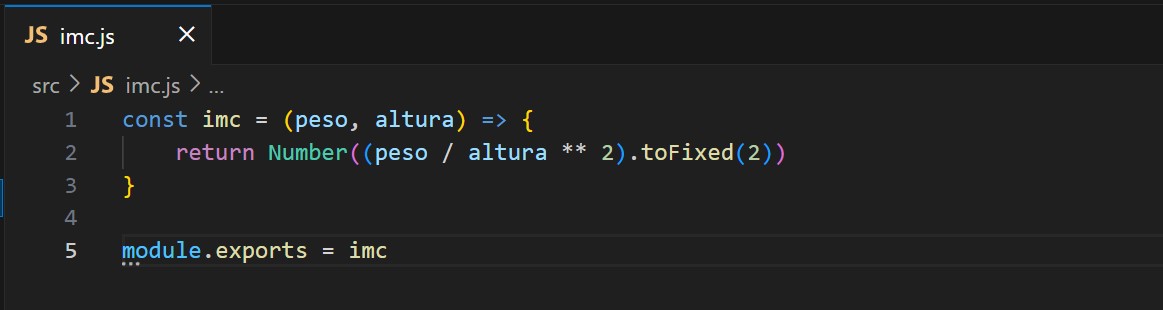 JS imc.js ×
src > JS imc.js > ...
1 const imc = (peso, altura) => {
2 return Number((peso / altura ** 2).toFixed(2))
3 }
4
5 module.exports = imc